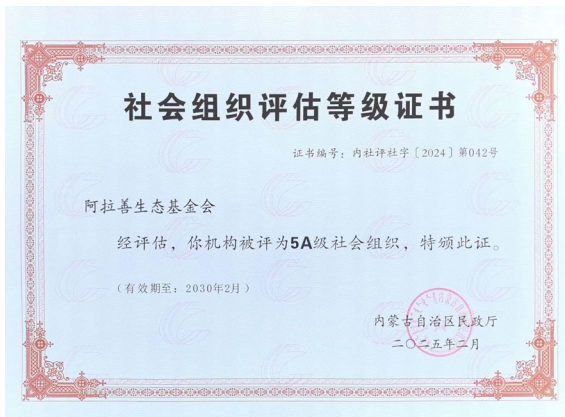 社会组织评估等级证书
证书编号：内社评社字〔2024〕第042号
阿拉善生态基金会
经评估，你机构被评为5A级社会组织，特颁此证。
（有效期至：2030年2月）
内蒙古自治区民政厅
二〇二五年二月